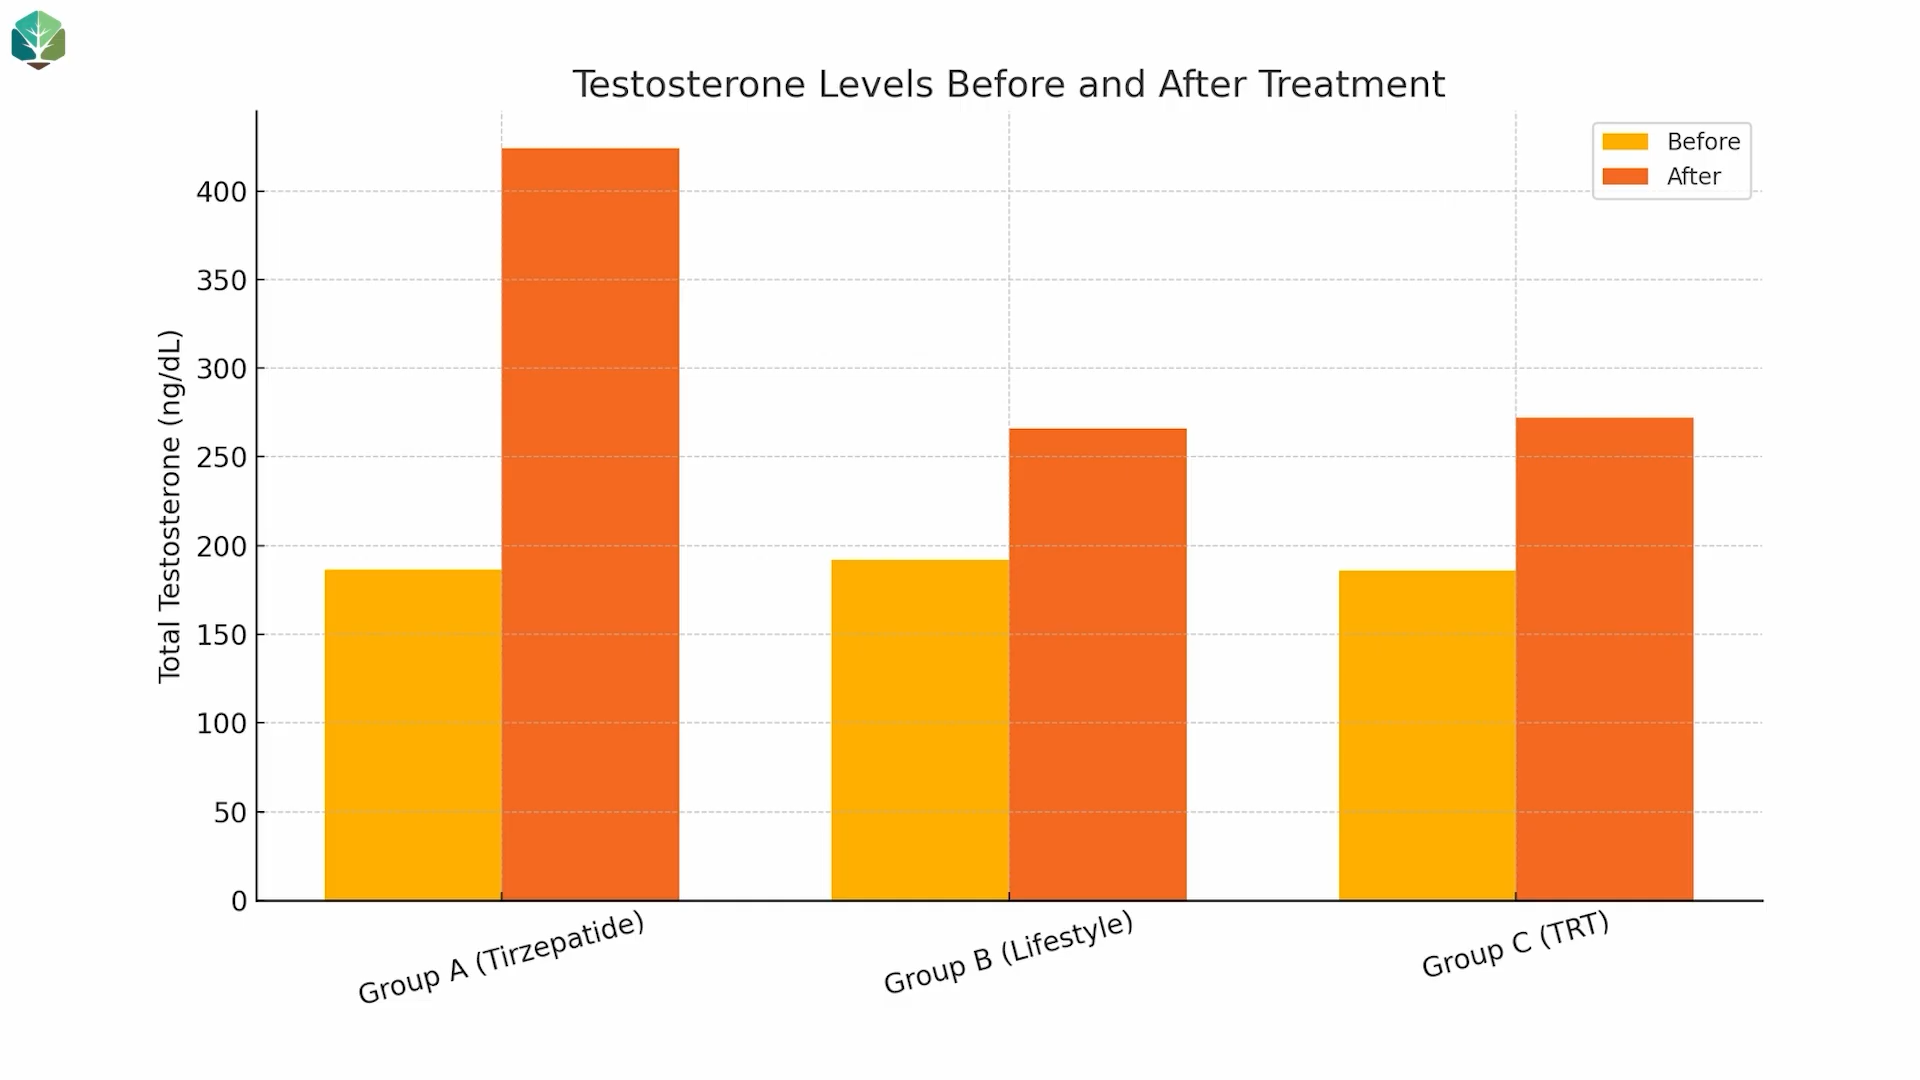 Testosterone Levels Before and After Treatment
Before
After
Total Testosterone (ng/dL)
400
350
300
250
200
150
100
50
0
Group A (Tirzepatide)
Group B (Lifestyle)
Group C (TRT)